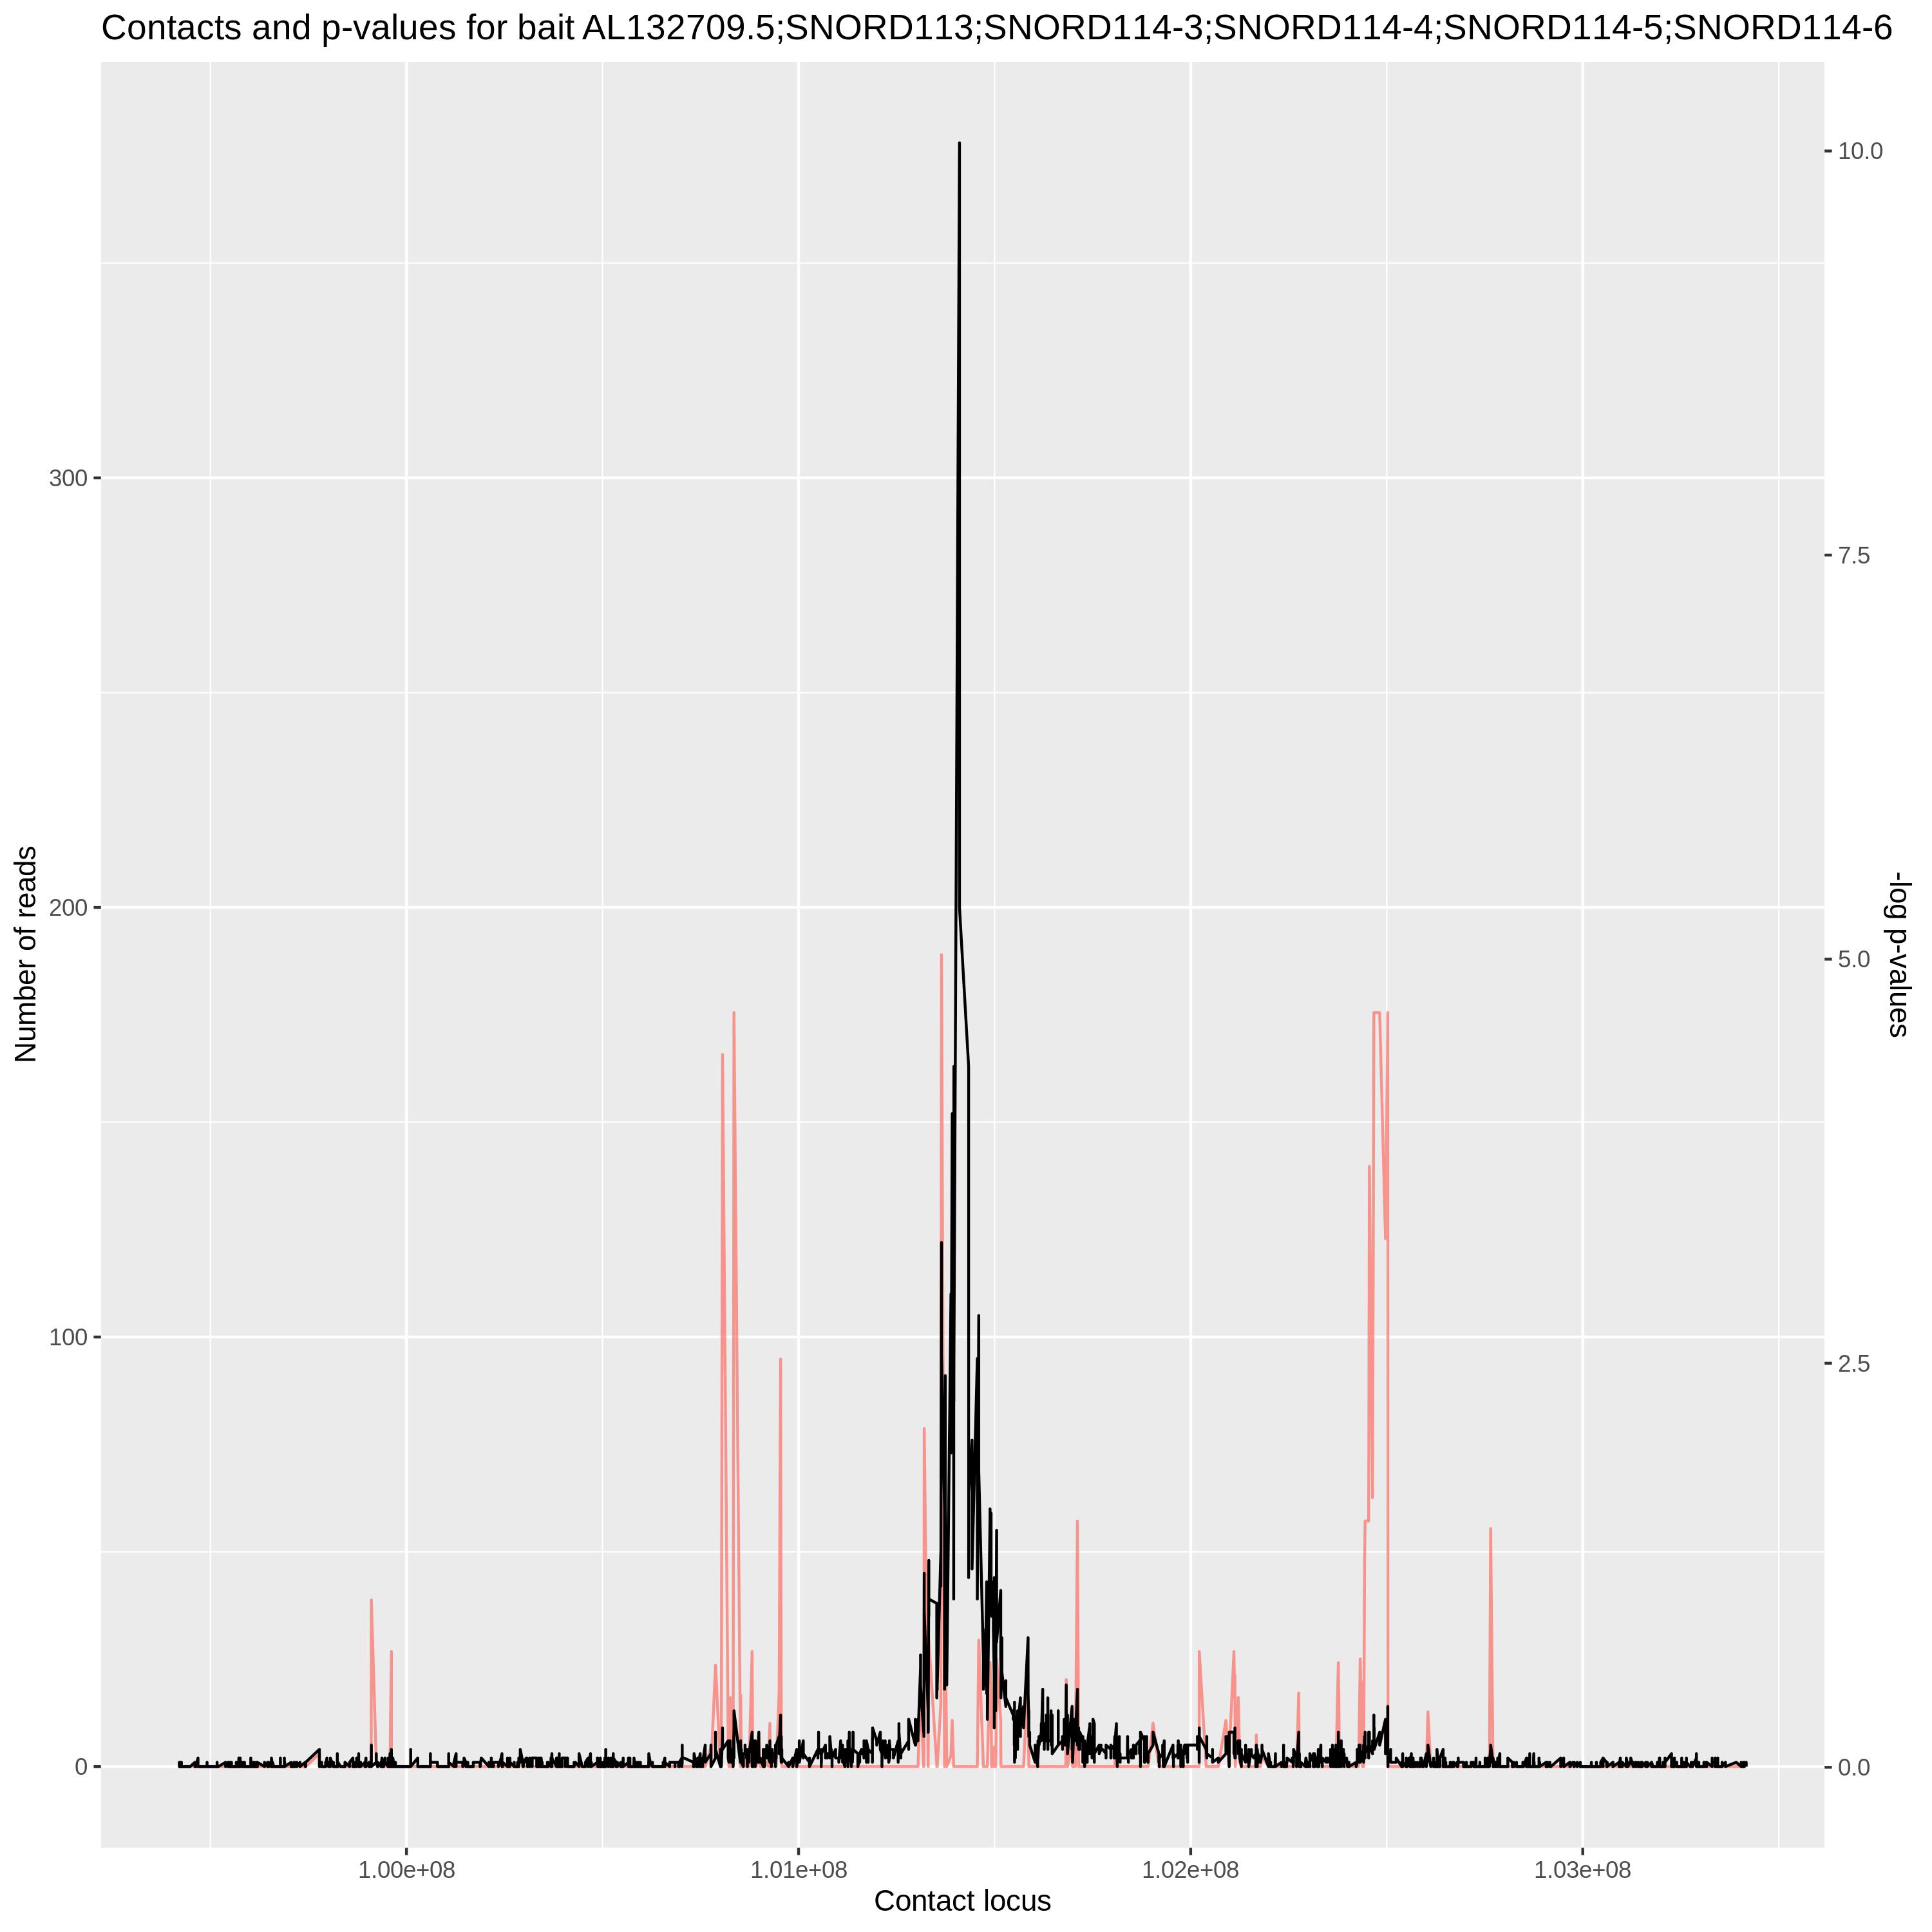 Contacts and p-values for bait AL132709.5;SNORD113;SNORD114-3;SNORD114-4;SNORD114-5;SNORD114-6
10.0
300
7.5
200
Number of reads
5.0
-log p-values
100
2.5
0
0.0
1.00e+08
1.01e+08
1.02e+08
1.03e+08
Contact locus